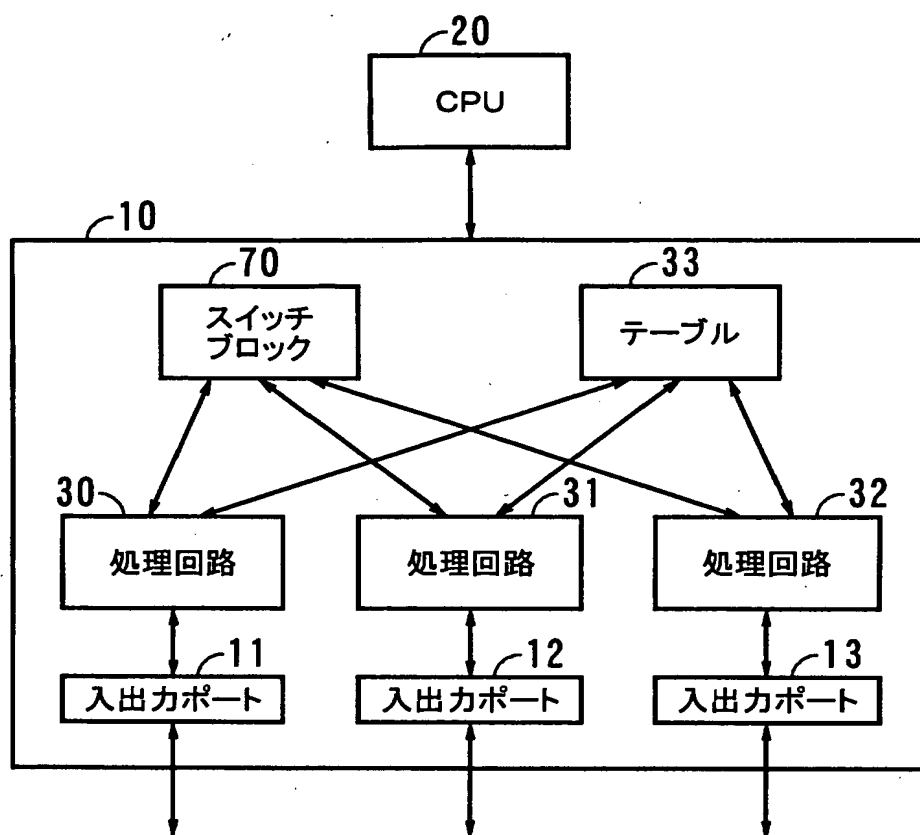 20
CPU
10
70
33
スイッチ
ブロック
テーブル
30
31
32
処理回路
処理回路
処理回路
11
12
13
入出力ポート
入出力ポート
入出力ポート